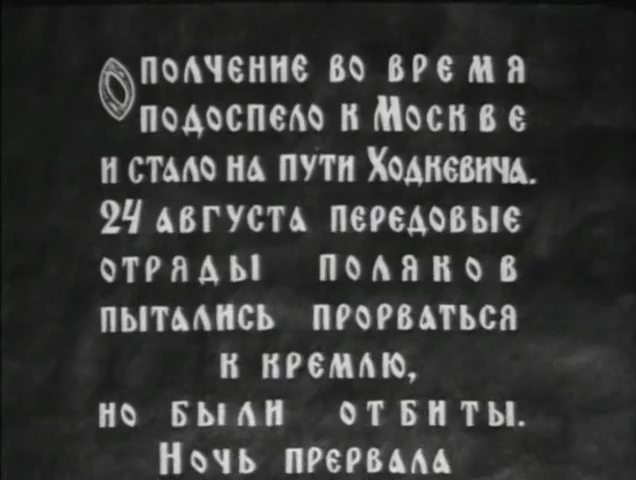 Ополчение во время
подоспело к Москве
и стало на пути Ходкевича.
24 августа передовые
отряды поляков
пытались прорваться
к кремлю,
но были отбиты.
Ночь прервала